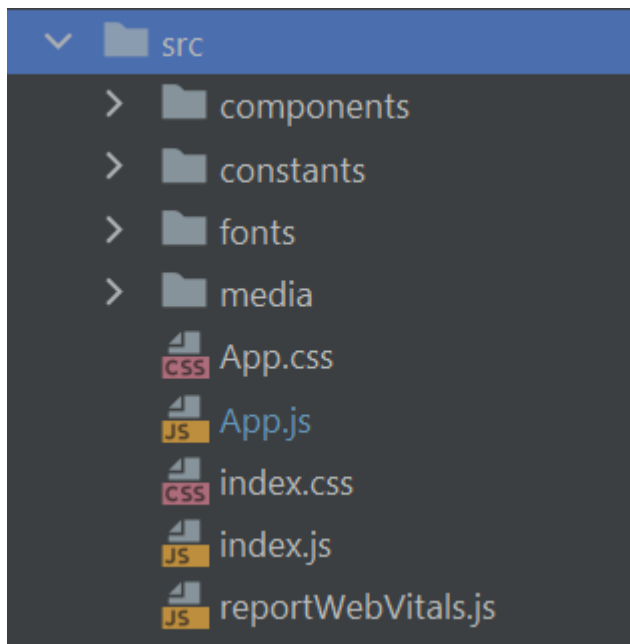 src
components
constants
fonts
media
CSS App.css
JS App.js
CSS index.css
JS index.js
JS reportWebVitals.js